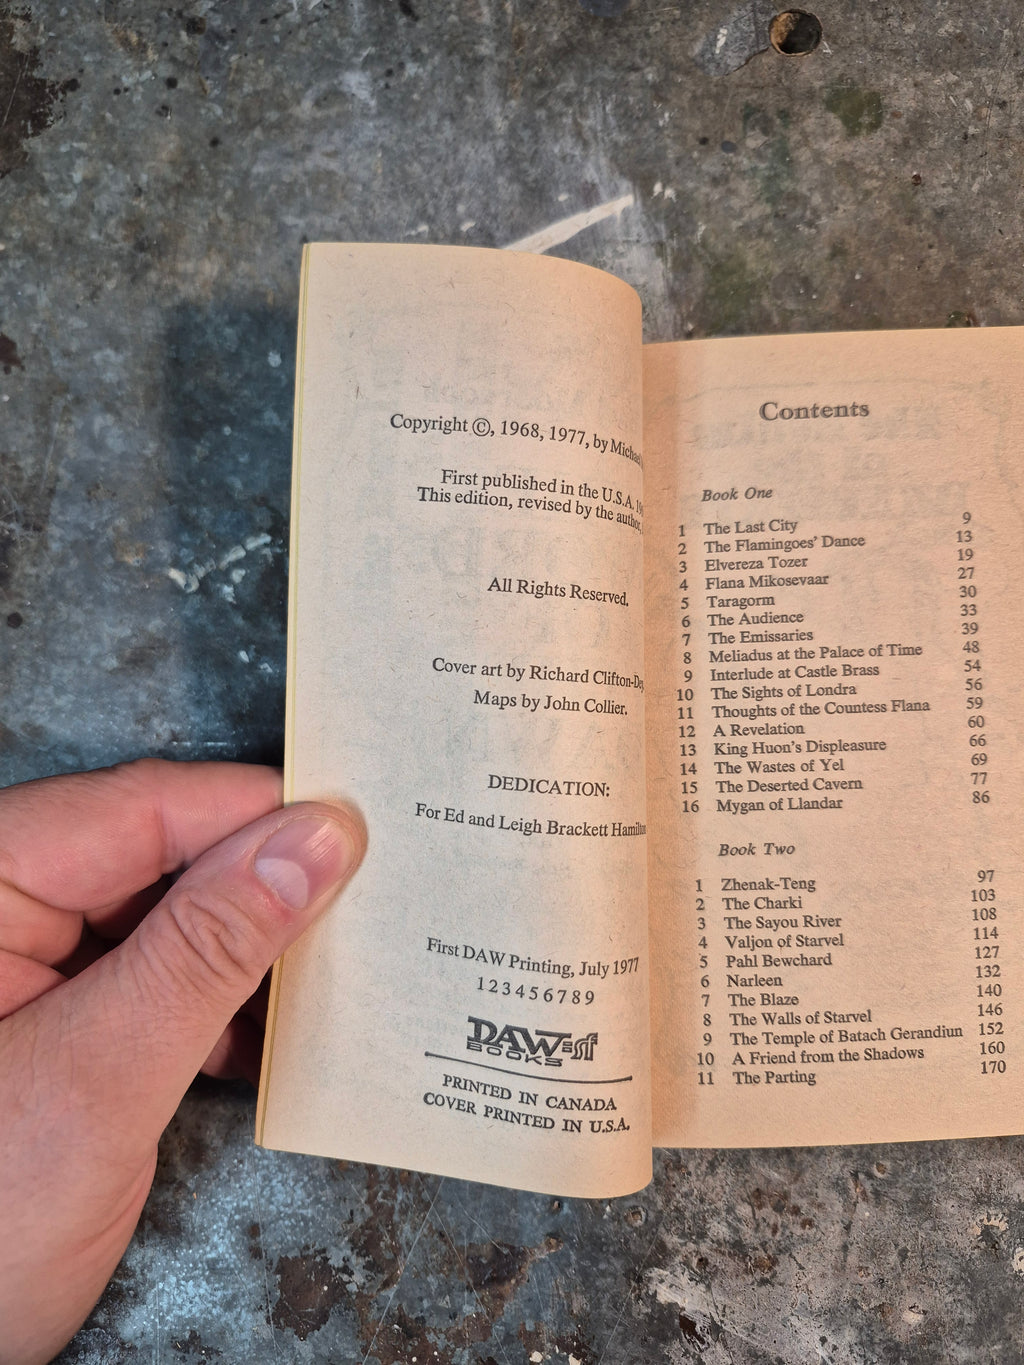 Copyright ©, 1968, 1977, by Michael
First published in the U.S.A.
This edition, revised by the author,
All Rights Reserved.
Cover art by Richard
Maps by John Collier.
DEDICATION:
For Ed and Leigh Brackett
First DAW Printing, July 1977
1 2 3 4 5 6 7 8 9
DAW sf
BOOKS
PRINTED IN CANADA
COVER PRINTED IN U.S.A.
Contents
Book One
1 The Last City 9
2 The Flamingoes' Dance 13
3 Elvereza Tozer 19
4 Flana Mikosevaar 27
5 Taragorm 30
6 The Audience 33
7 The Emissaries 39
8 Meliadus at the Palace of Time 48
9 Interlude at Castle Brass 54
10 The Sights of Londra 56
11 Thoughts of the Countess Flana 59
12 A Revelation 60
13 King Huon's Displeasure 66
14 The Wastes of Yel 69
15 The Deserted Cavern 77
16 Mygan of Llandar 86
Book Two
1 Zhenak-Teng 97
2 The Charki 103
3 The Sayou River 108
4 Valjon of Starvel 114
5 Pahl Bewchard 127
6 Narleen 132
7 The Blaze 140
8 The Walls of Starvel 146
9 The Temple of Batach Gerandiun 152
10 A Friend from the Shadows 160
11 The Parting 170